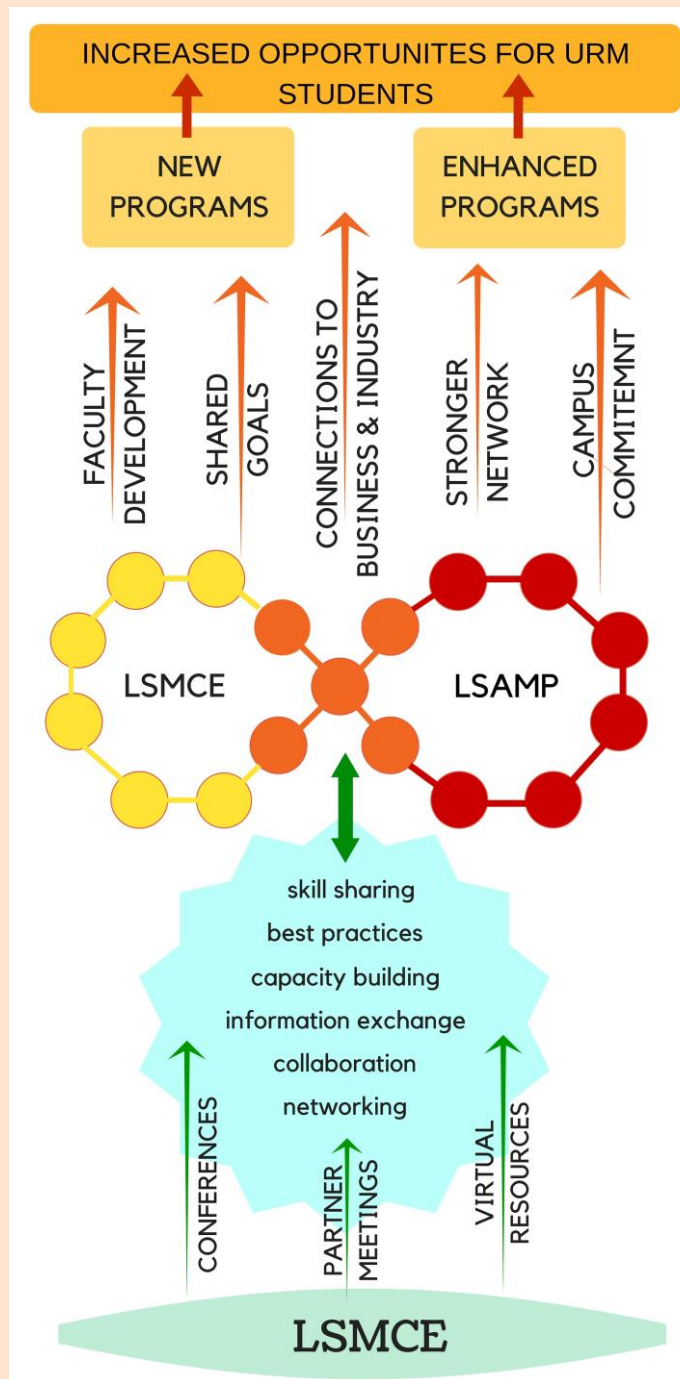 INCREASED OPPORTUNITES FOR URM
STUDENTS
NEW
PROGRAMS
ENHANCED
PROGRAMS
FACULTY
DEVELOPMENT
SHARED
GOALS
CONNECTIONS TO
BUSINESS & INDUSTRY
STRONGER
NETWORK
CAMPUS
COMMITEMNT
LSMCE
LSAMP
skill sharing
best practices
capacity building
information exchange
collaboration
networking
CONFERENCES
PARTNER
MEETINGS
VIRTUAL
RESOURCES
LSMCE